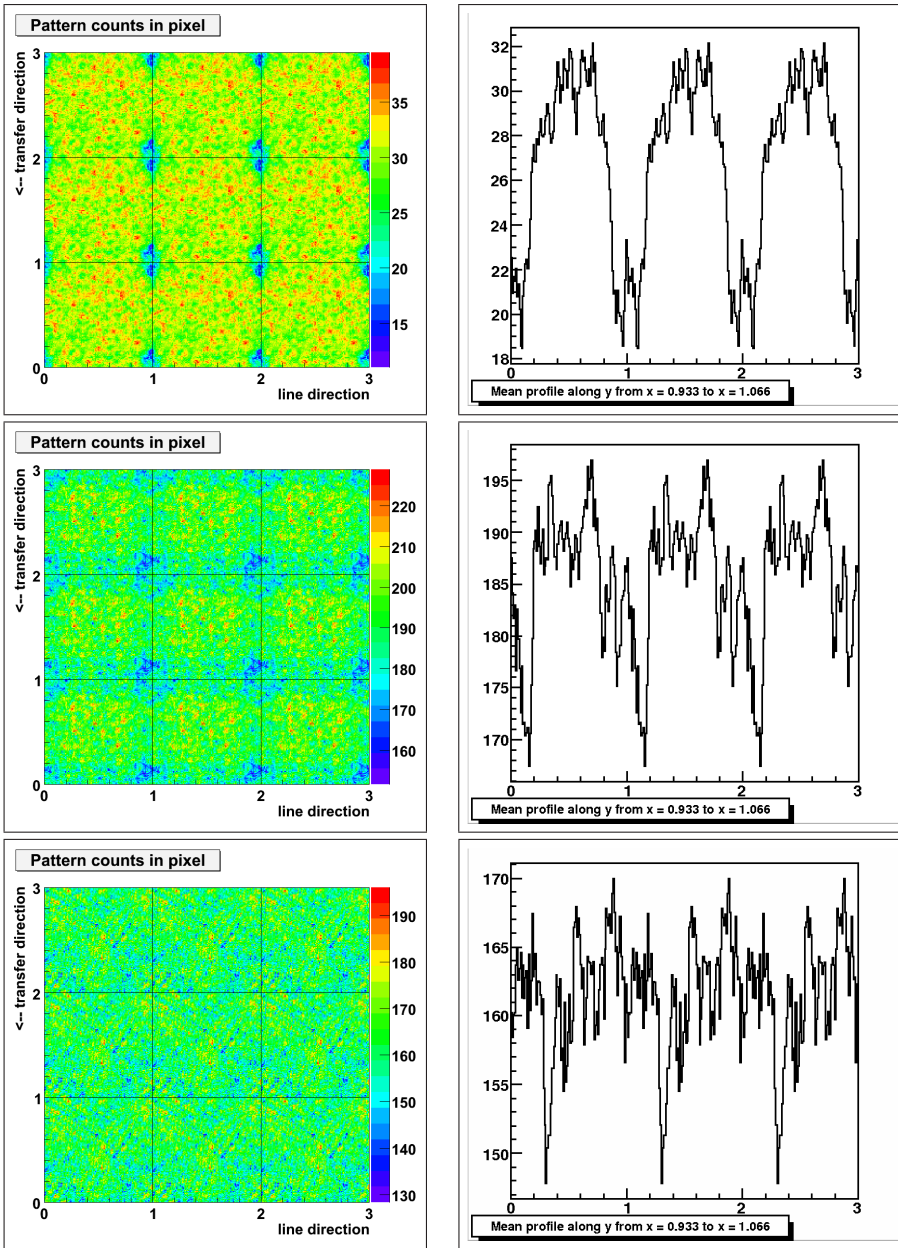 Pattern counts in pixel
<-- transfer direction
3
2
1
0
0 1 2 3
line direction
35
30
25
20
15
32
30
28
26
24
22
20
18
0 1 2 3
Mean profile along y from x = 0.933 to x = 1.066
Pattern counts in pixel
<-- transfer direction
3
2
1
0
0 1 2 3
line direction
220
210
200
190
180
170
160
195
190
185
180
175
170
0 1 2 3
Mean profile along y from x = 0.933 to x = 1.066
Pattern counts in pixel
<-- transfer direction
3
2
1
0
0 1 2 3
line direction
190
180
170
160
150
140
130
170
165
160
155
150
0 1 2 3
Mean profile along y from x = 0.933 to x = 1.066